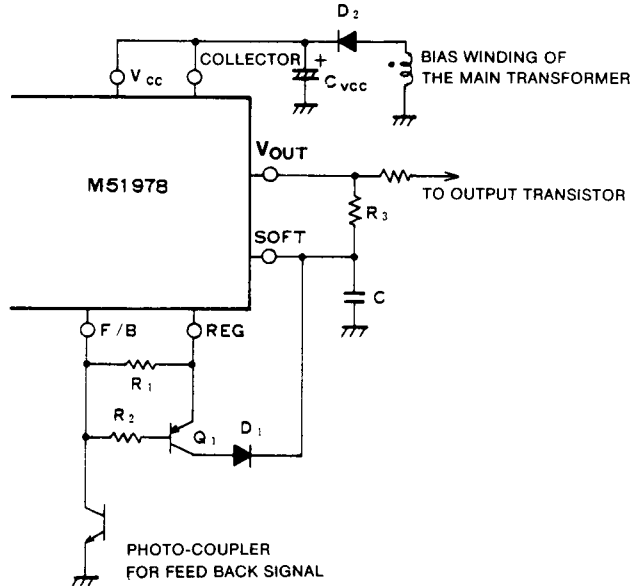 D2
VCC
COLLECTOR
+
CVCC
BIAS WINDING OF
THE MAIN TRANSFORMER
VOUT
M51978
TO OUTPUT TRANSISTOR
R3
SOFT
C
F/B
REG
R1
R2
Q1
D1
PHOTO-COUPLER
FOR FEED BACK SIGNAL